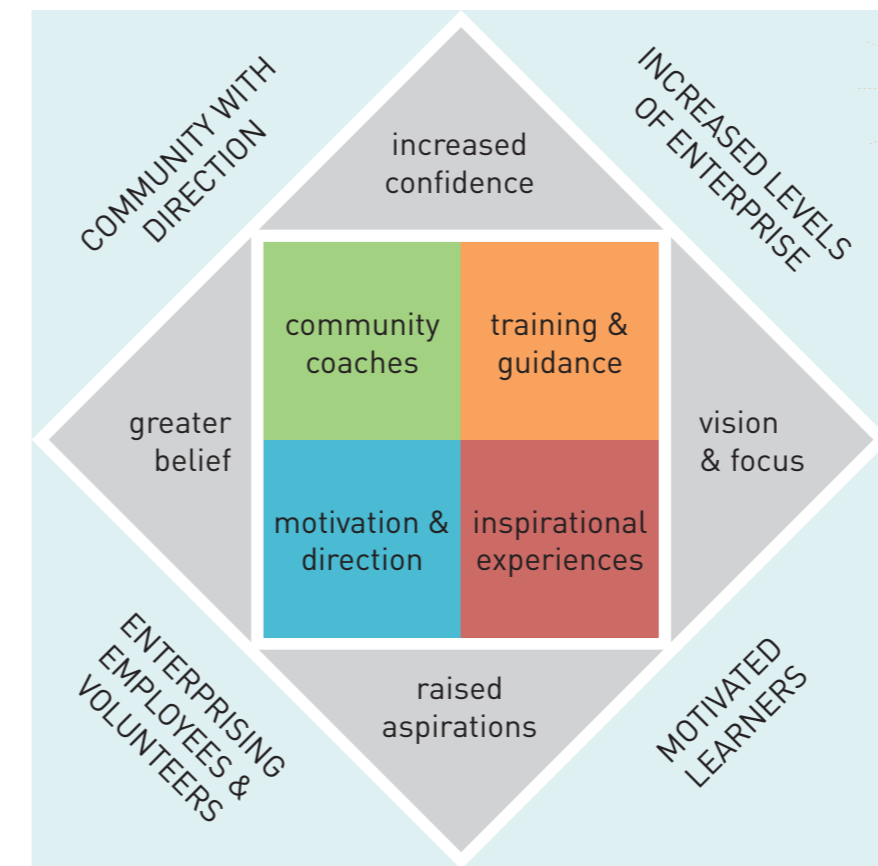 COMMUNITY WITH
DIRECTION
INCREASED LEVELS
OF ENTERPRISE
increased
confidence
community
coaches
training &
guidance
greater
belief
vision
& focus
motivation &
direction
inspirational
experiences
raised
aspirations
ENTERPRISING
EMPLOYEES &
VOLUNTEERS
MOTIVATED
LEARNERS